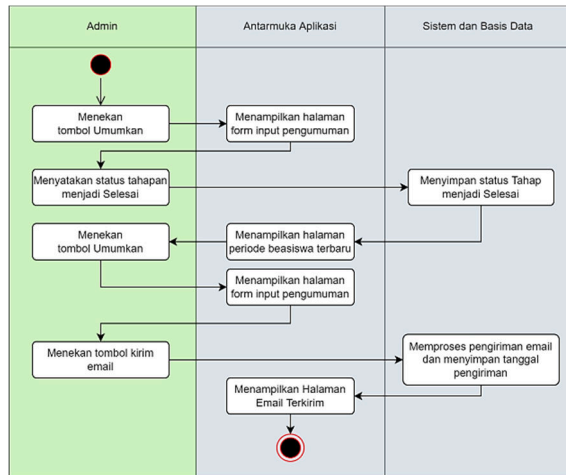 Admin
Antarmuka Aplikasi
Sistem dan Basis Data
Menekan
tombol Umumkan
Menampilkan halaman
form input pengumuman
Menyatakan status tahapan
menjadi Selesai
Menyimpan status Tahap
menjadi Selesai
Menekan
tombol Umumkan
Menampilkan halaman
periode beasiswa terbaru
Menampilkan halaman
form input pengumuman
Menekan tombol kirim
email
Memproses pengiriman email
dan menyimpan tanggal
pengiriman
Menampilkan Halaman
Email Terkirim